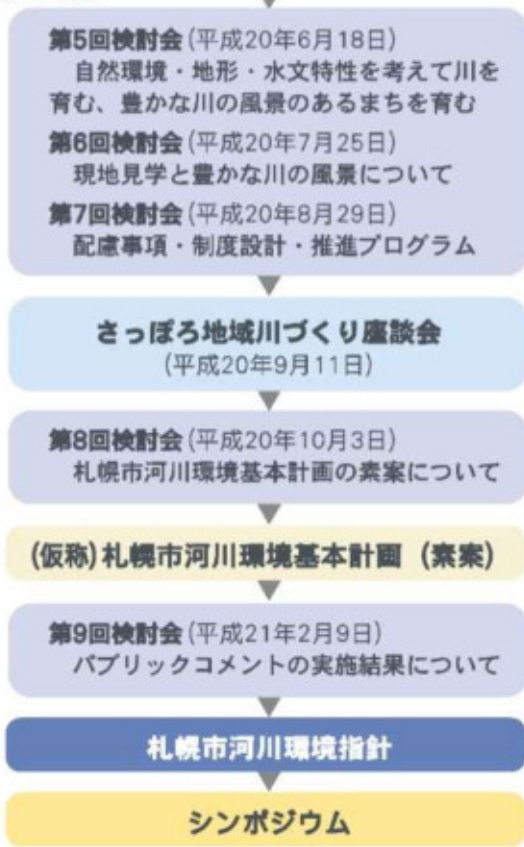 第5回検討会(平成20年6月18日)
自然環境・地形・水文特性を考えて川を
育む、豊かな川の風景のあるまちを育む
第6回検討会(平成20年7月25日)
現地見学と豊かな川の風景について
第7回検討会(平成20年8月29日)
配慮事項・制度設計・推進プログラム
さっぽろ地域川づくり座談会
(平成20年9月11日)
第8回検討会(平成20年10月3日)
札幌市河川環境基本計画の素案について
(仮称)札幌市河川環境基本計画(素案)
第9回検討会(平成21年2月9日)
パブリックコメントの実施結果について
札幌市河川環境指針
シンポジウム